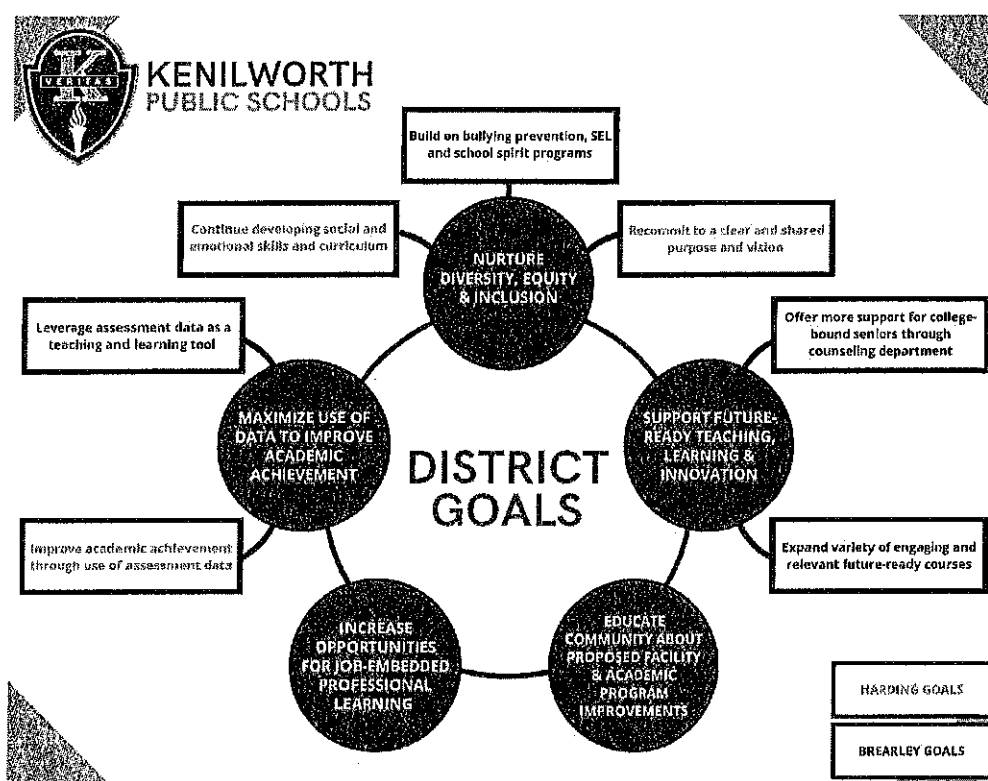 K
VERITAS
KENILWORTH
PUBLIC SCHOOLS
Build on bullying prevention, SEL
and school spirit programs
Continue developing social and
emotional skills and curriculum
NURTURE
DIVERSITY, EQUITY
& INCLUSION
Recommit to a clear and shared
purpose and vision
Leverage assessment data as a
teaching and learning tool
Offer more support for college-
bound seniors through
counseling department
MAXIMIZE USE OF
DATA TO IMPROVE
ACADEMIC
ACHIEVEMENT
SUPPORT FUTURE-
READY TEACHING,
LEARNING &
INNOVATION
DISTRICT
GOALS
Improve academic achievement
through use of assessment data
Expand variety of engaging and
relevant future-ready courses
INCREASE
OPPORTUNITIES
FOR JOB-EMBEDDED
PROFESSIONAL
LEARNING
EDUCATE
COMMUNITY ABOUT
PROPOSED FACILITY
& ACADEMIC
PROGRAM
IMPROVEMENTS
HARDING GOALS
BREARLEY GOALS